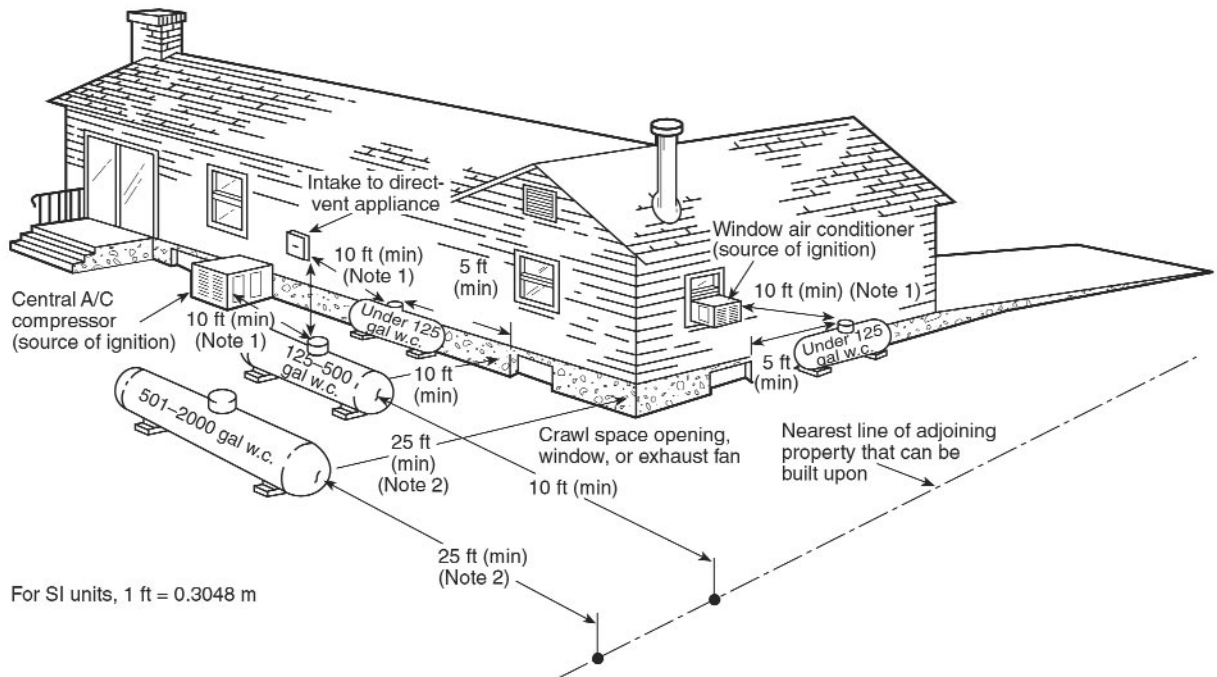 Intake to direct-
vent appliance
10 ft (min)
(Note 1)
5 ft
(min)
Window air conditioner
(source of ignition)
10 ft (min) (Note 1)
Central A/C
compressor
(source of ignition)
10 ft (min)
(Note 1)
Under 125
gal w.c.
Under 125
gal w.c.
125–500
gal w.c.
10 ft
(min)
5 ft
(min)
501–2000 gal w.c.
25 ft
(min)
(Note 2)
Crawl space opening,
window, or exhaust fan
Nearest line of adjoining
property that can be
built upon
10 ft (min)
25 ft (min)
(Note 2)
For SI units, 1 ft = 0.3048 m